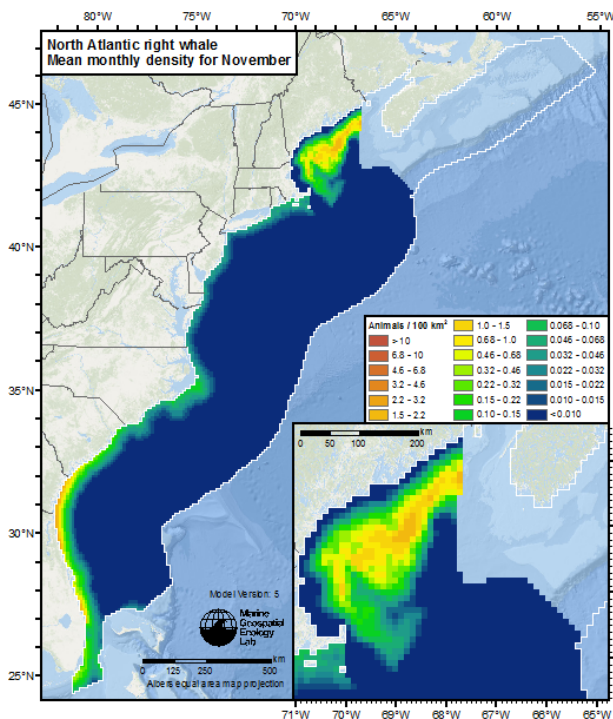 80°W 75°W 70°W 65°W 60°W 55°W
North Atlantic right whale
Mean monthly density for November
45°N
40°N
35°N
30°N
25°N
Animals / 100 km²
> 10
6.8 - 10
4.6 - 6.8
3.2 - 4.6
2.2 - 3.2
1.5 - 2.2
1.0 - 1.5
0.68 - 1.0
0.46 - 0.68
0.32 - 0.46
0.22 - 0.32
0.15 - 0.22
0.10 - 0.15
0.068 - 0.10
0.046 - 0.068
0.032 - 0.046
0.022 - 0.032
0.015 - 0.022
0.010 - 0.015
<0.010
km
0 50 100 200
Model Version: 5
Marine
Geospatial
Ecology
Lab
km
0 125 250 500
Albers equal area map projection
71°W 70°W 69°W 68°W 67°W 66°W 65°W